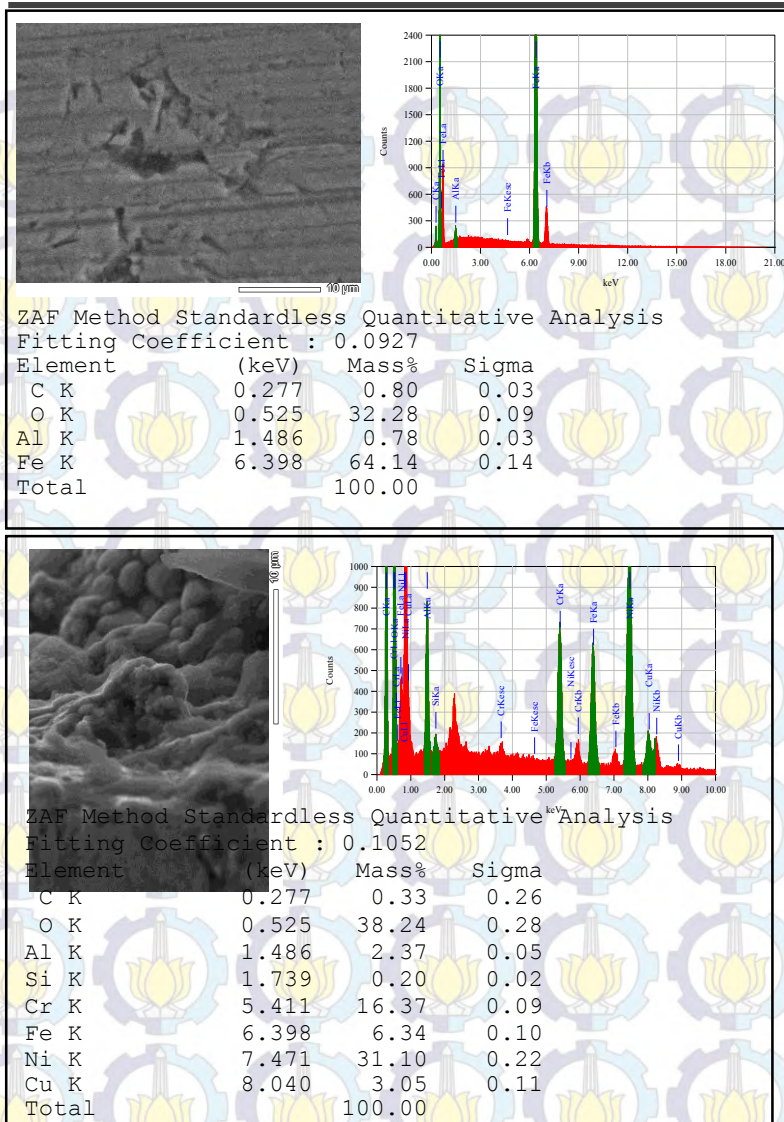 10 µm
2400
2100
1800
1500
1200
900
600
300
0
Counts
0.00 3.00 6.00 9.00 12.00 15.00 18.00 21.00
keV
CKa
OKa
FeLl
FeLa
AlKa
FeKesc
FeKa
FeKb
ZAF Method Standardless Quantitative Analysis
Fitting Coefficient : 0.0927
Element (keV) Mass% Sigma
C K 0.277 0.80 0.03
O K 0.525 32.28 0.09
Al K 1.486 0.78 0.03
Fe K 6.398 64.14 0.14
Total 100.00
10 µm
1000
900
800
700
600
500
400
300
200
100
0
Counts
0.00 1.00 2.00 3.00 4.00 5.00 6.00 7.00 8.00 9.00 10.00
keV
CKa
CrLl OKa
FeLa NiLl
NiLa CuLa
AlKa
SiKa
CrKesc
FeKesc
CrKa
NiKesc
CrKb
FeKa
FeKb
NiKa
CuKa
NiKb
CuKb
ZAF Method Standardless Quantitative Analysis
Fitting Coefficient : 0.1052
Element (keV) Mass% Sigma
C K 0.277 0.33 0.26
O K 0.525 38.24 0.28
Al K 1.486 2.37 0.05
Si K 1.739 0.20 0.02
Cr K 5.411 16.37 0.09
Fe K 6.398 6.34 0.10
Ni K 7.471 31.10 0.22
Cu K 8.040 3.05 0.11
Total 100.00